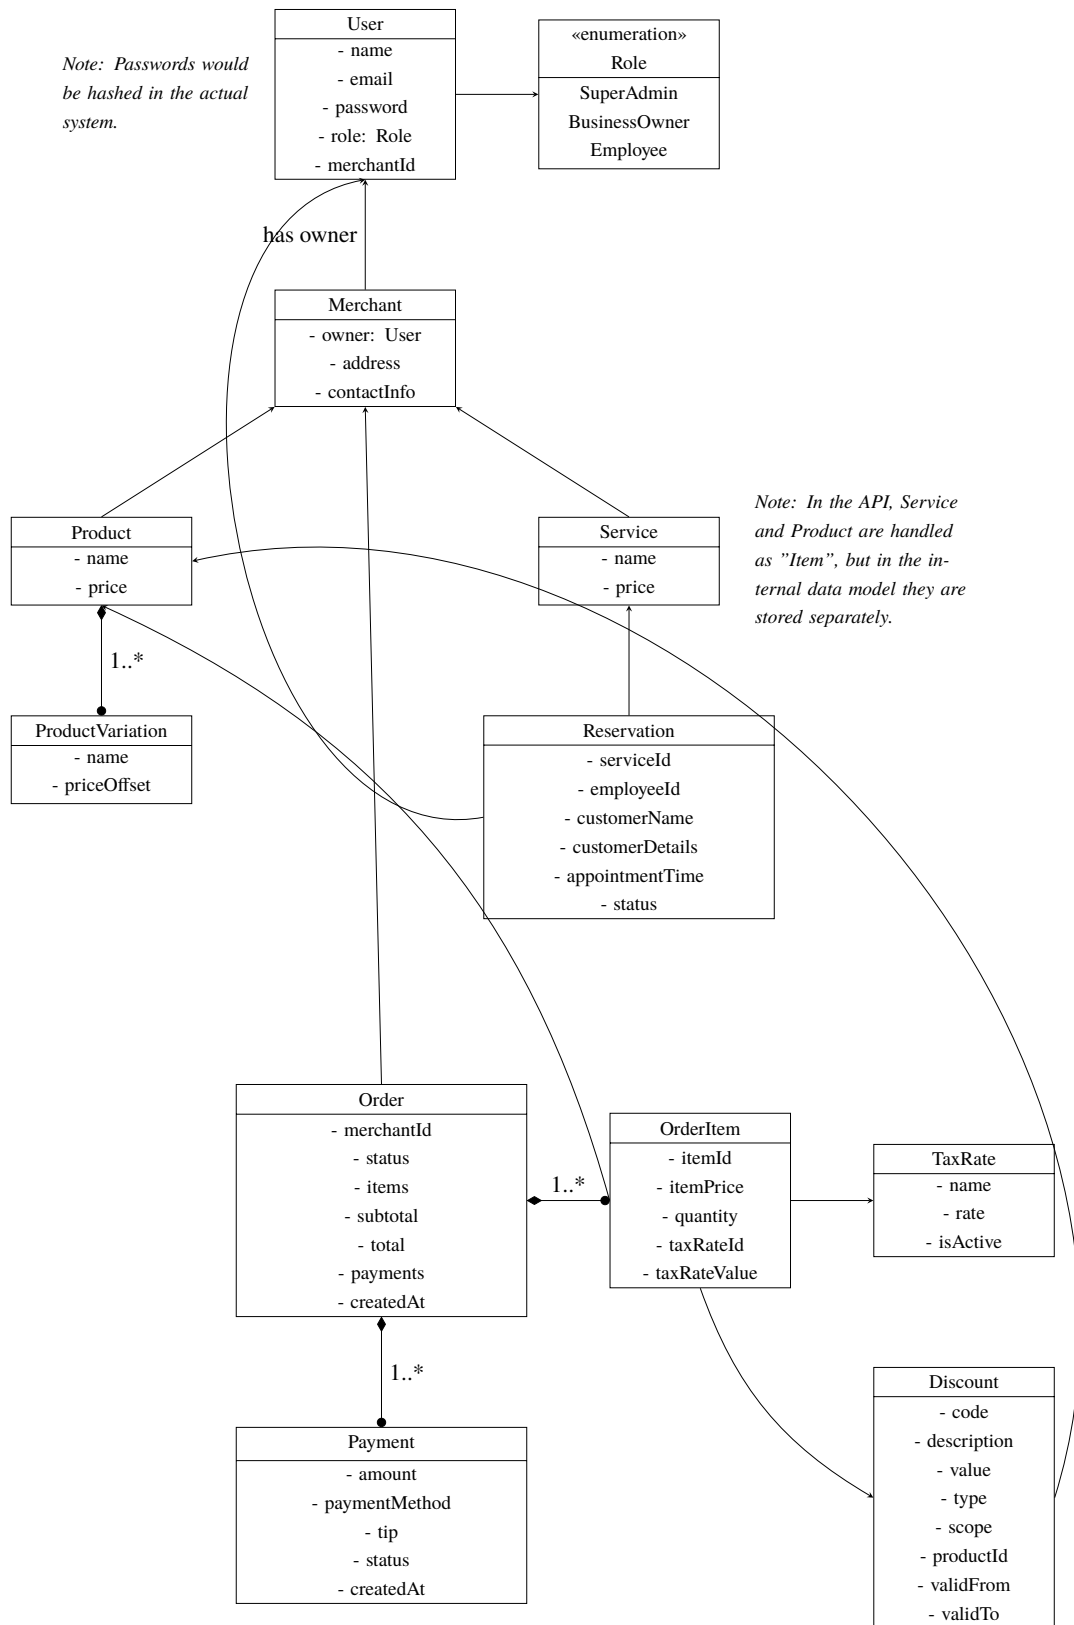 User
- name
- email
- password
- role: Role
- merchantId
«enumeration»
Role
SuperAdmin
BusinessOwner
Employee
Note: Passwords would
be hashed in the actual
system.
has owner
Merchant
- owner: User
- address
- contactInfo
Product
- name
- price
Service
- name
- price
Note: In the API, Service
and Product are handled
as ”Item”, but in the in-
ternal data model they are
stored separately.
1..*
ProductVariation
- name
- priceOffset
Reservation
- serviceId
- employeeId
- customerName
- customerDetails
- appointmentTime
- status
Order
- merchantId
- status
- items
- subtotal
- total
- payments
- createdAt
1..*
OrderItem
- itemId
- itemPrice
- quantity
- taxRateId
- taxRateValue
TaxRate
- name
- rate
- isActive
1..*
Payment
- amount
- paymentMethod
- tip
- status
- createdAt
Discount
- code
- description
- value
- type
- scope
- productId
- validFrom
- validTo